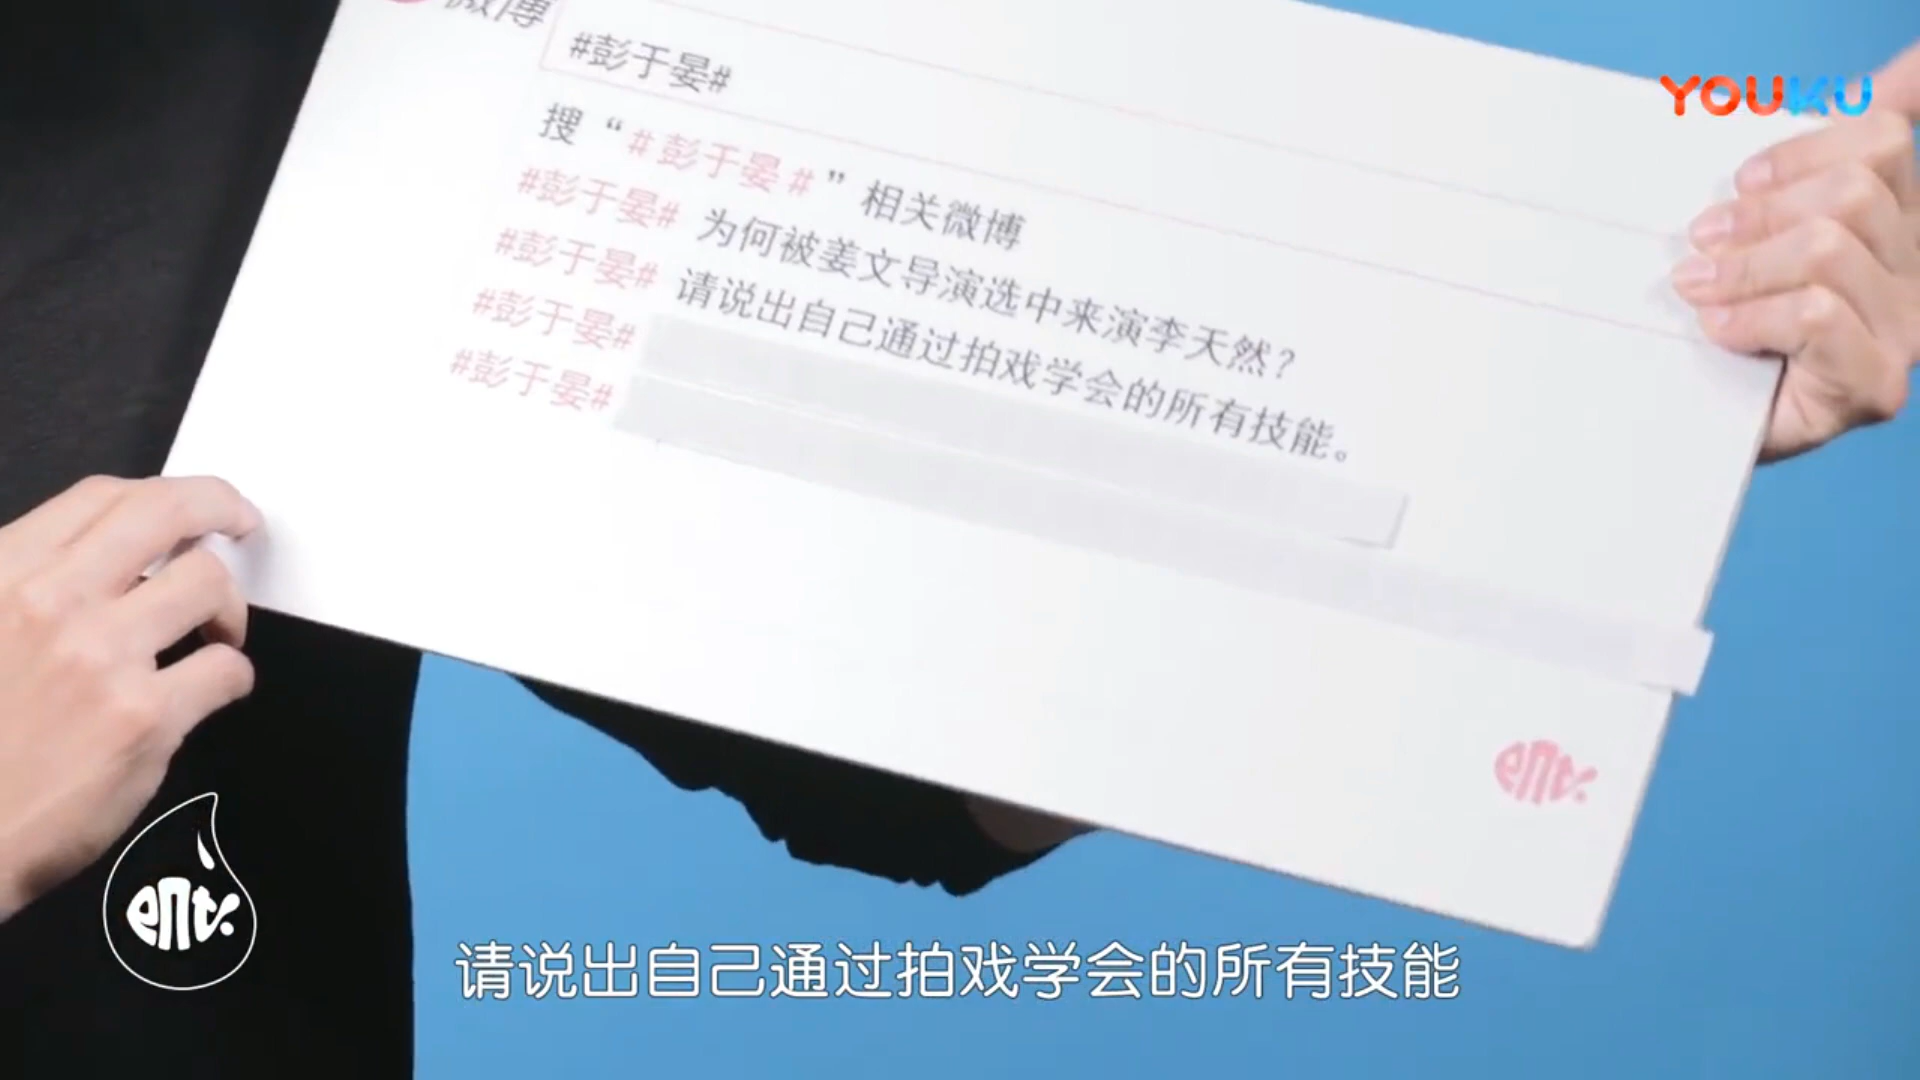 微博
#彭于晏#
YOUKU
搜“#彭于晏#”相关微博
#彭于晏# 为何被姜文导演选中来演李天然?
#彭于晏# 请说出自己通过拍戏学会的所有技能。
#彭于晏#
#彭于晏#
ent.
ent.
请说出自己通过拍戏学会的所有技能